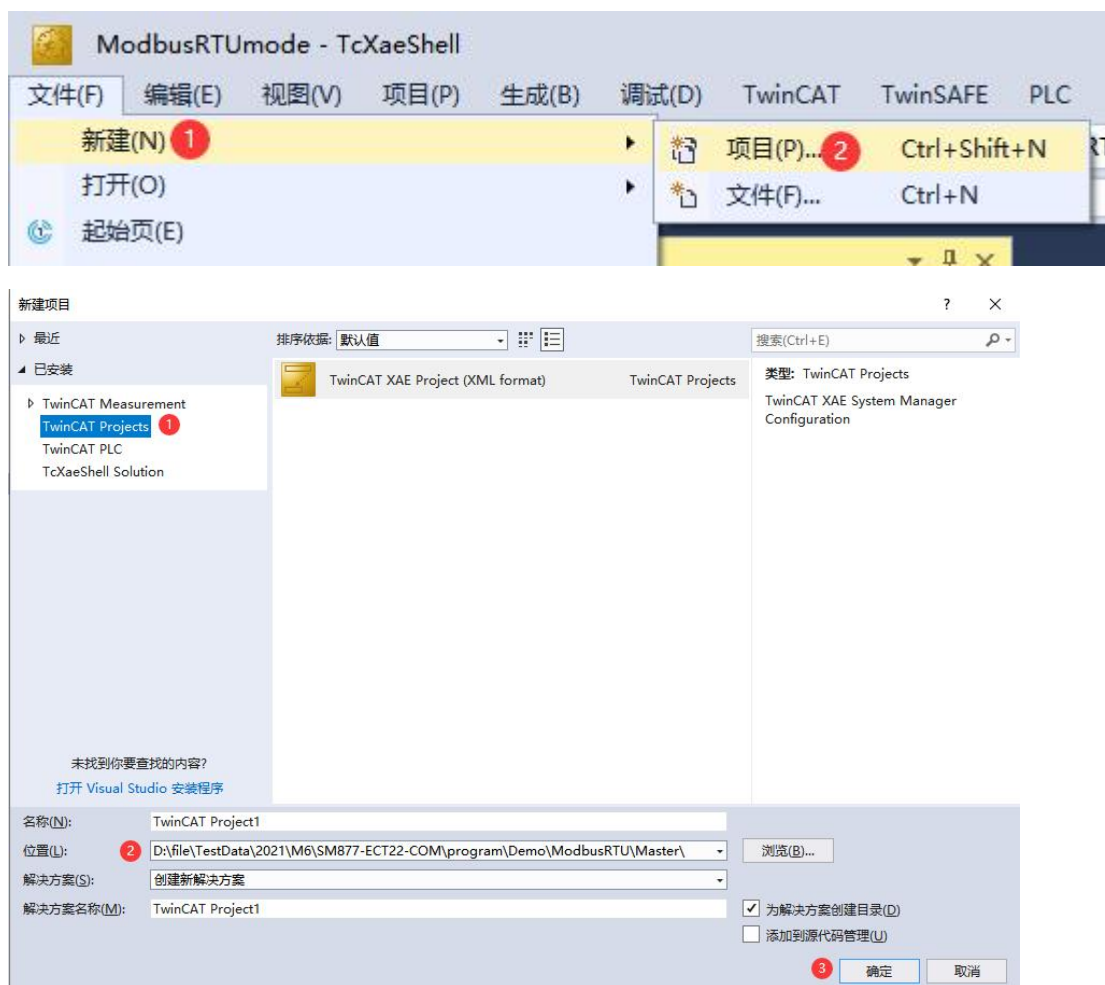 ModbusRTUmode - TcXaeShell
文件(F) 编辑(E) 视图(V) 项目(P) 生成(B) 调试(D) TwinCAT TwinSAFE PLC
新建(N) 1
项目(P)... 2 Ctrl+Shift+N
打开(O)
文件(F)... Ctrl+N
起始页(E)
新建项目
? ×
▷ 最近
排序依据: 默认值
搜索(Ctrl+E)
▲ 已安装
TwinCAT XAE Project (XML format) TwinCAT Projects
类型: TwinCAT Projects
TwinCAT XAE System Manager
Configuration
▷ TwinCAT Measurement
TwinCAT Projects 1
TwinCAT PLC
TcXaeShell Solution
未找到你要查找的内容?
打开 Visual Studio 安装程序
名称(N): TwinCAT Project1
位置(L): 2 D:\file\TestData\2021\M6\SM877-ECT22-COM\program\Demo\ModbusRTU\Master\ 浏览(B)...
解决方案(S): 创建新解决方案
解决方案名称(M): TwinCAT Project1
为解决方案创建目录(D)
添加到源代码管理(U)
3 确定 取消